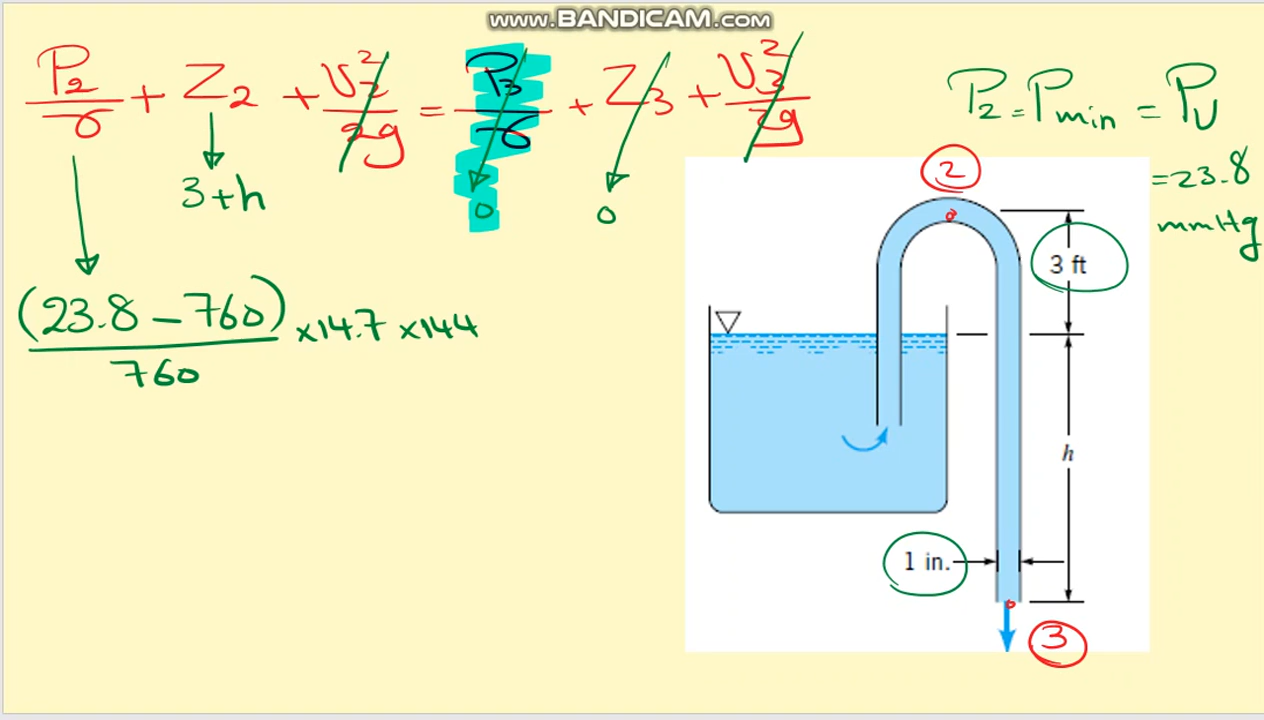 www.BANDICAM.com
P₂/γ + Z₂ + V₂²/2g = P₃/γ + Z₃ + V₃²/2g
P₂ = Pmin = Pv
= 23.8
mmHg
3+h
0
0
(23.8 - 760)/760 × 14.7 × 144
2
3 ft
h
1 in.
3